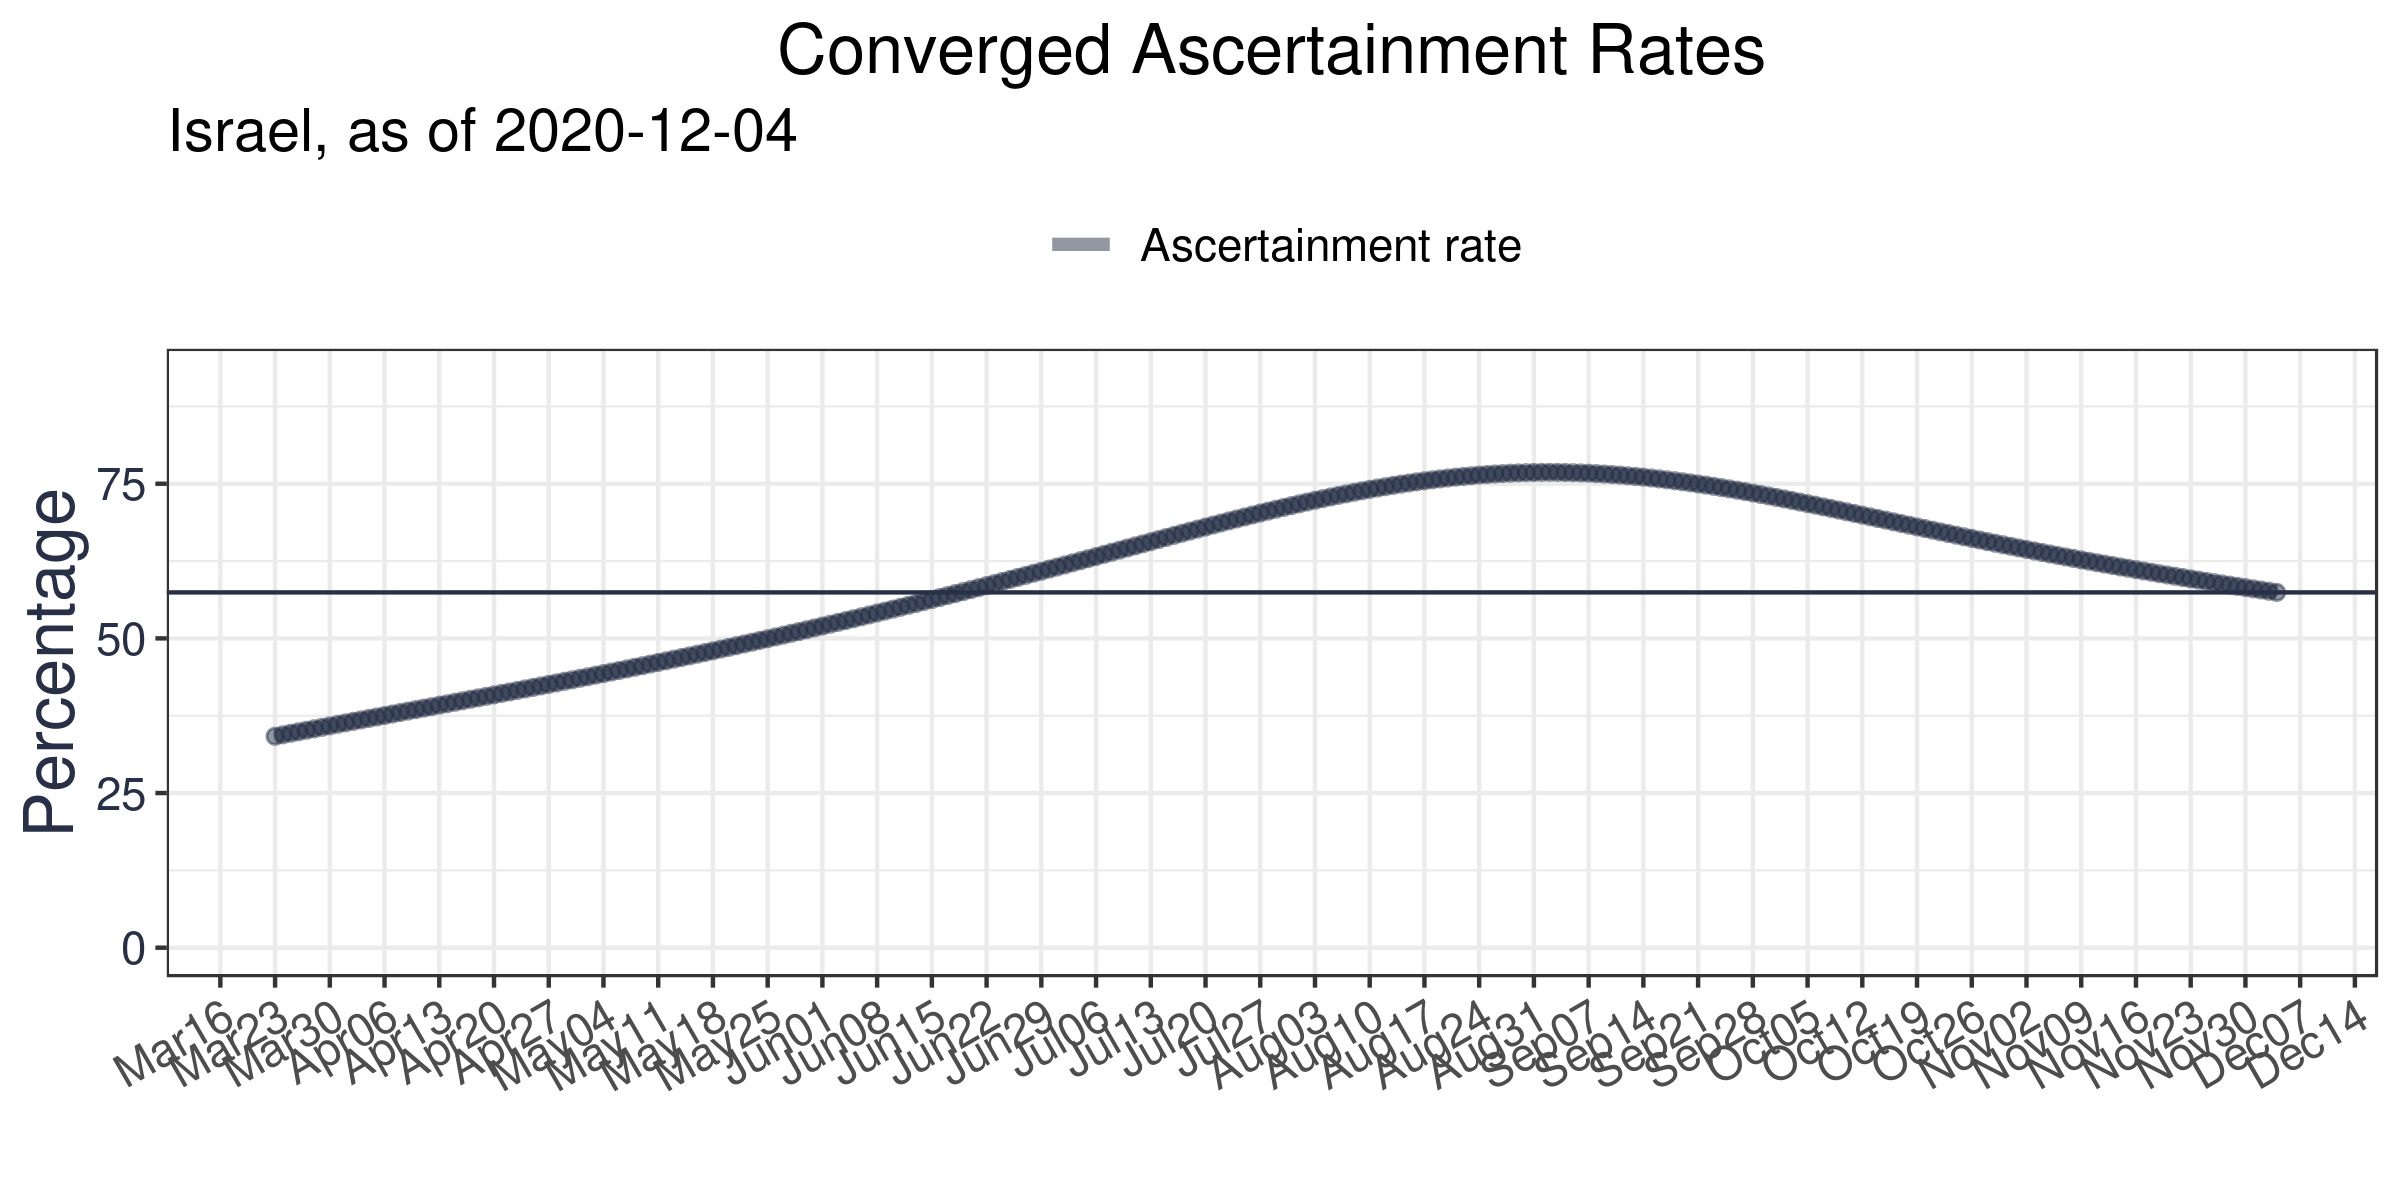 Converged Ascertainment Rates
Israel, as of 2020-12-04
Ascertainment rate
Percentage
75
50
25
0
Mar16
Mar23
Mar30
Apr06
Apr13
Apr20
Apr27
May04
May11
May18
May25
Jun01
Jun08
Jun15
Jun22
Jun29
Jul06
Jul13
Jul20
Jul27
Aug03
Aug10
Aug17
Aug24
Aug31
Sep07
Sep14
Sep21
Sep28
Oct05
Oct12
Oct19
Oct26
Nov02
Nov09
Nov16
Nov23
Nov30
Dec07
Dec14